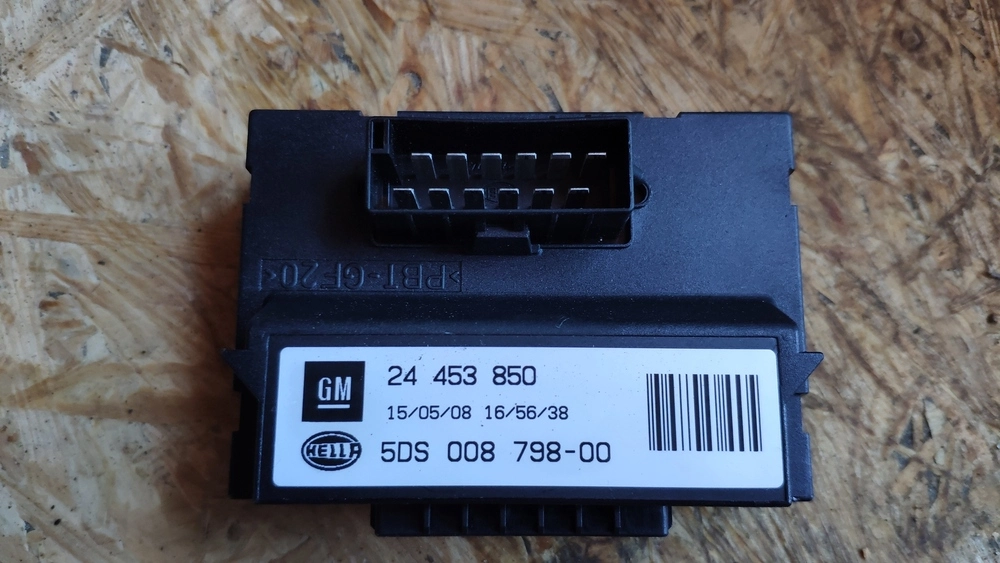 >PBT-GF20<
GM
24 453 850
15/05/08 16/56/38
HELLA
5DS 008 798-00